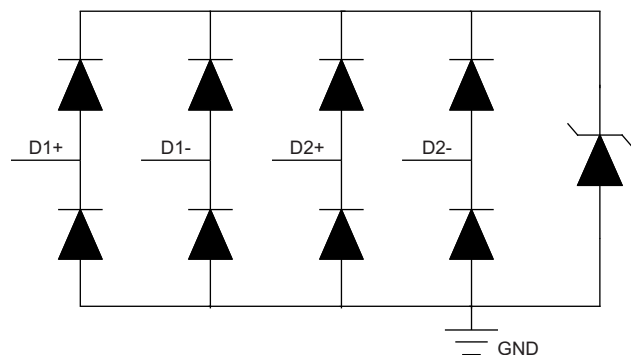 D1+
D1-
D2+
D2-
GND